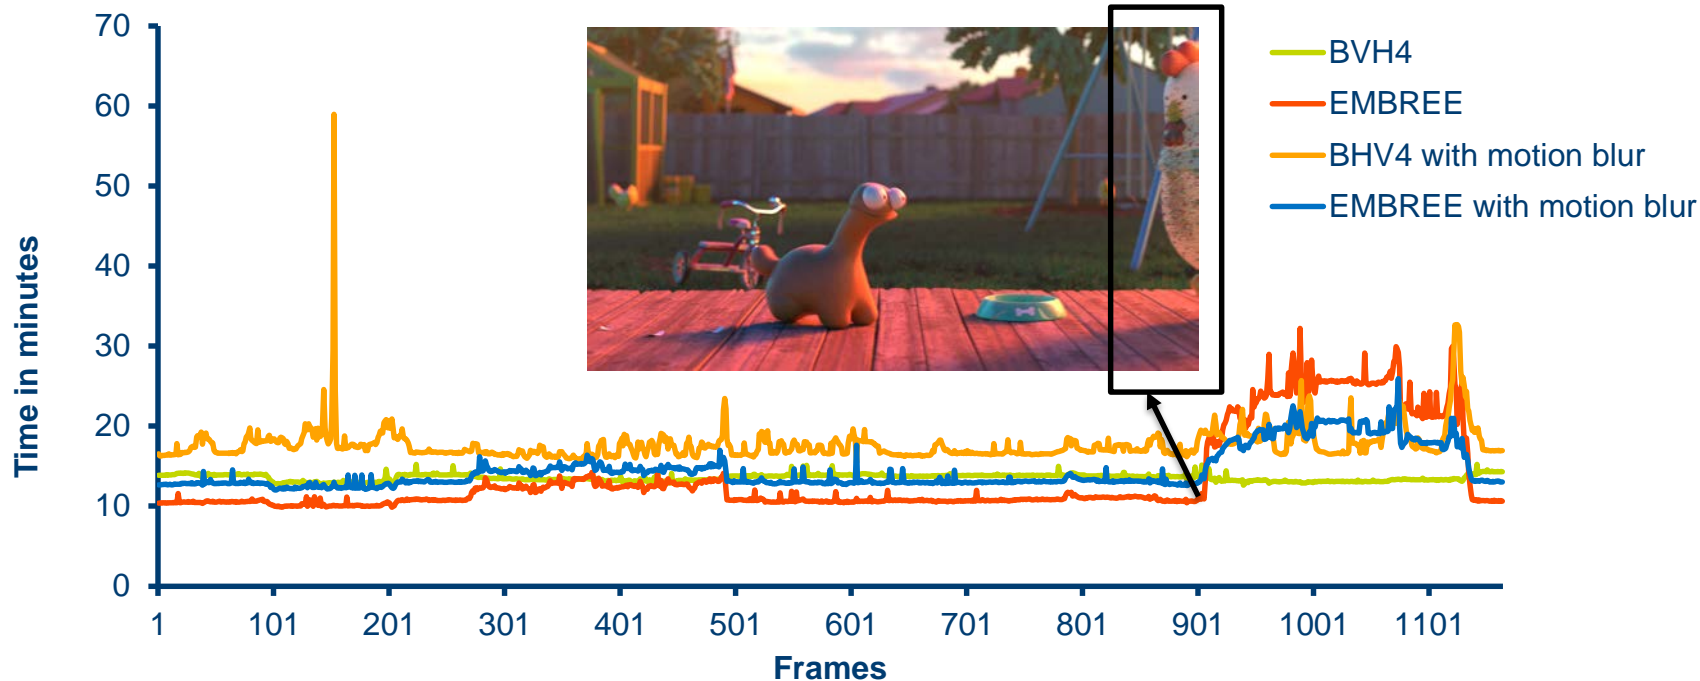 70
60
50
40
30
20
10
0
Time in minutes
1 101 201 301 401 501 601 701 801 901 1001 1101
Frames
BVH4
EMBREE
BHV4 with motion blur
EMBREE with motion blur